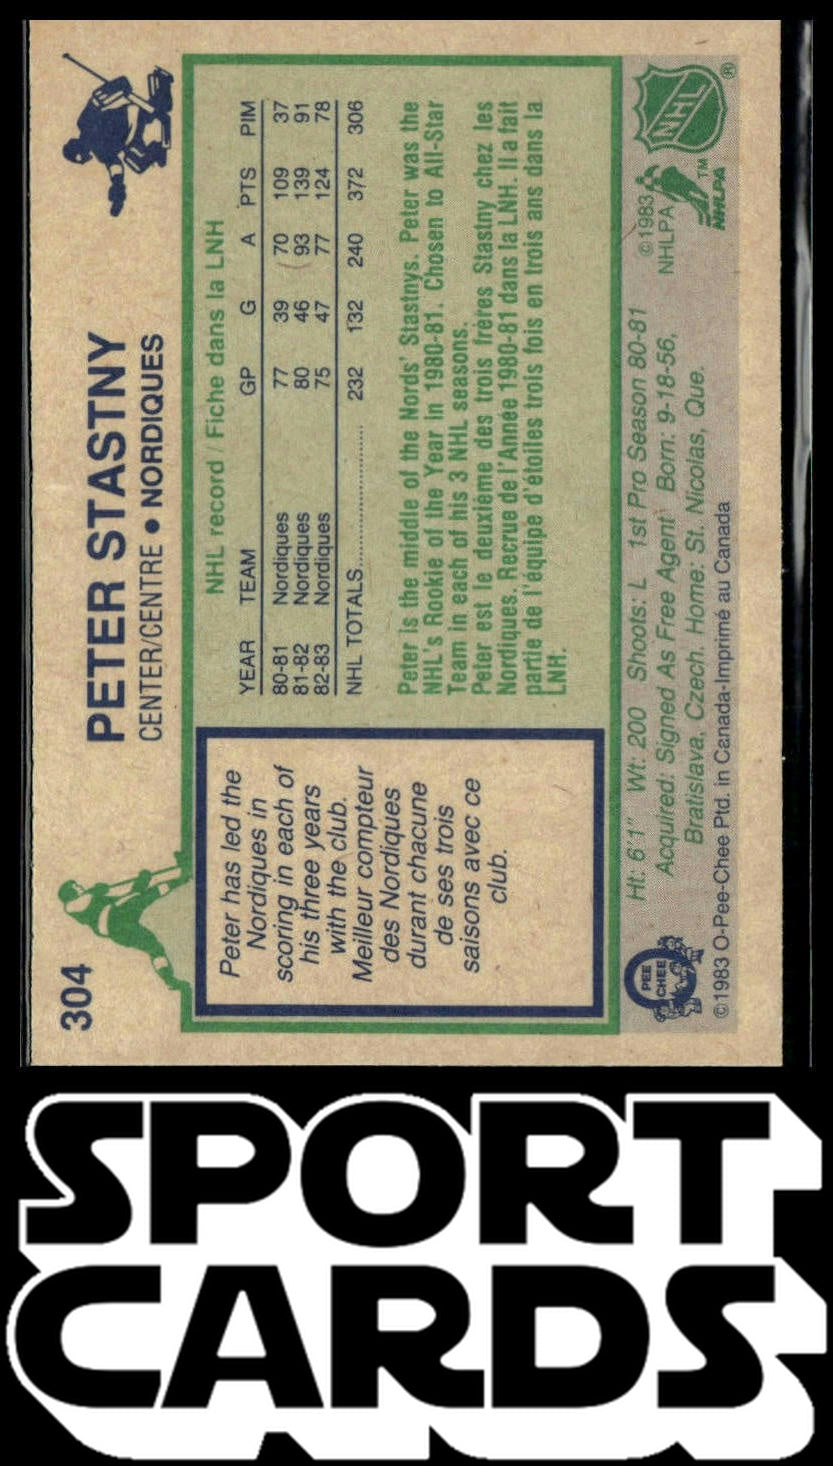 304
PETER STASTNY
CENTER/CENTRE • NORDIQUES
Peter has led the
Nordiques in
scoring in each of
his three years
with the club.
Meilleur compteur
des Nordiques
durant chacune
de ses trois
saisons avec ce
club.
NHL record / Fiche dans la LNH
YEAR TEAM GP G A PTS PIM
80-81 Nordiques 77 39 70 109 37
81-82 Nordiques 80 46 93 139 91
82-83 Nordiques 75 47 77 124 78
NHL TOTALS.................... 232 132 240 372 306
Peter is the middle of the Nords' Stastnys. Peter was the
NHL's Rookie of the Year in 1980-81. Chosen to All-Star
Team in each of his 3 NHL seasons.
Peter est le deuxième des trois frères Stastny chez les
Nordiques. Recrue de l'Année 1980-81 dans la LNH. Il a fait
partie de l'équipe d'étoiles trois fois en trois ans dans la
LNH.
Ht: 6'1" Wt: 200 Shoots: L 1st Pro Season 80-81
Acquired: Signed As Free Agent Born: 9-18-56,
Bratislava, Czech. Home: St. Nicolas, Que.
©1983 O-Pee-Chee Ptd. in Canada-Imprimé au Canada
O
PEE
CHEE
©1983
NHLPA
TM
NHLPA
NHL
®
SPORT
CARDS